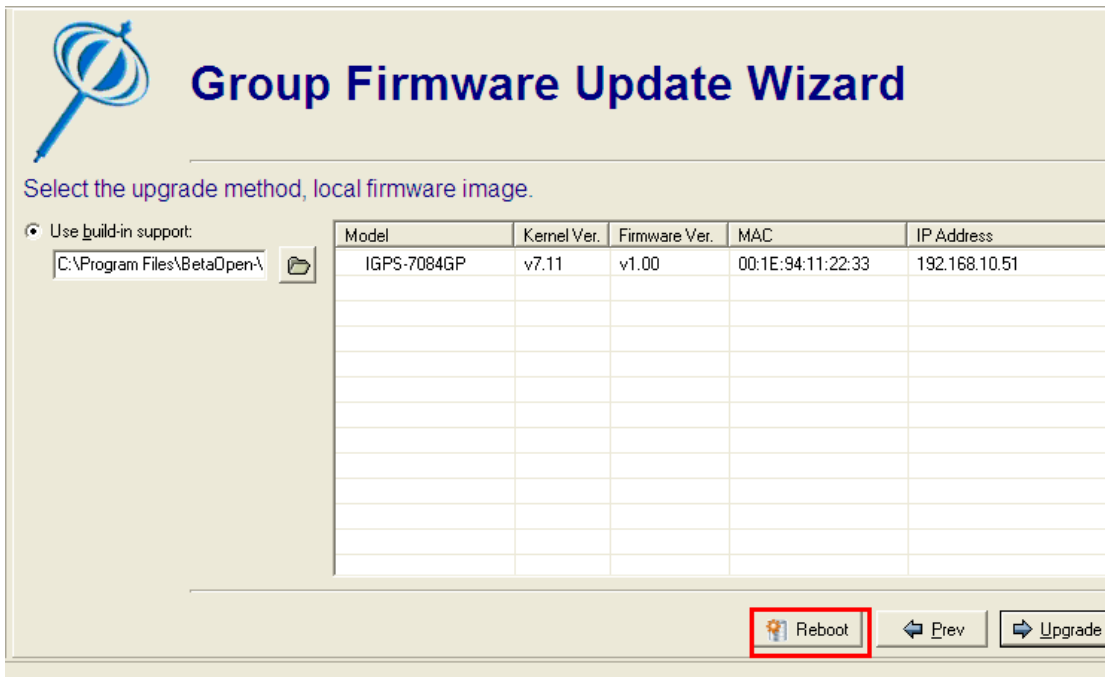 Group Firmware Update Wizard
Select the upgrade method, local firmware image.
Use build-in support:
C:\Program Files\BetaOpen-\
Model Kernel Ver. Firmware Ver. MAC IP Address
IGPS-7084GP v7.11 v1.00 00:1E:94:11:22:33 192.168.10.51
Reboot Prev Upgrade